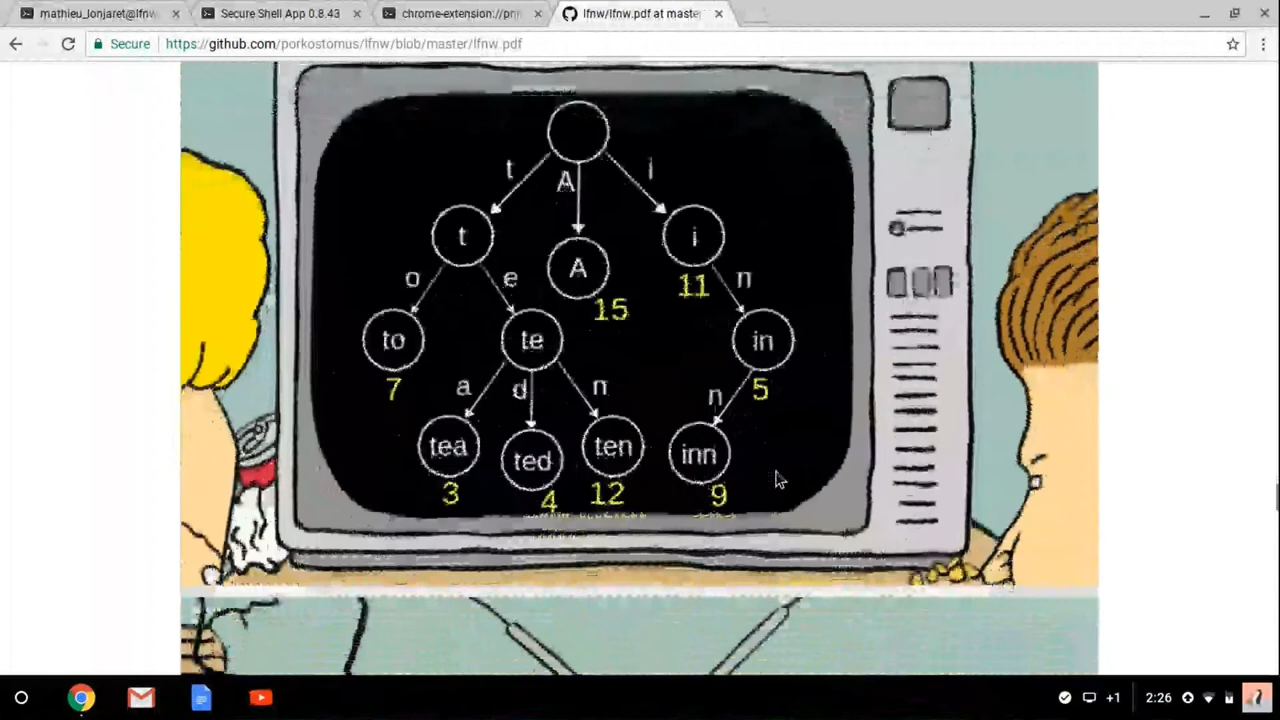 mathieu_lonjaret@lfnw
Secure Shell App 0.8.43
chrome-extension://pnh
lfnw/lfnw.pdf at maste
Secure
https://github.com/porkostomus/lfnw/blob/master/lfnw.pdf
t A i
t A i
11
15
o e n
to te in
7 5
a d n n
tea ted ten inn
3 4 12 9
+1
2:26